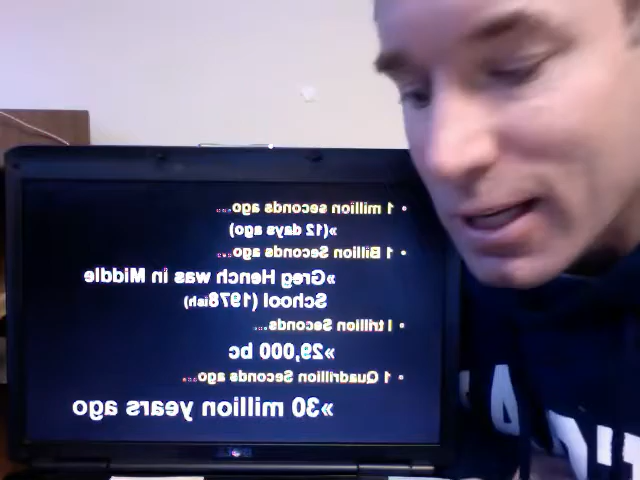 • 1 million seconds ago...
»(12 days ago)
• 1 Billion Seconds ago...
»Greg Hench was in Middle
School (1978ish)
• 1 trillion Seconds...
»29,000 bc
• 1 Quadrillion Seconds ago...
»30 million years ago